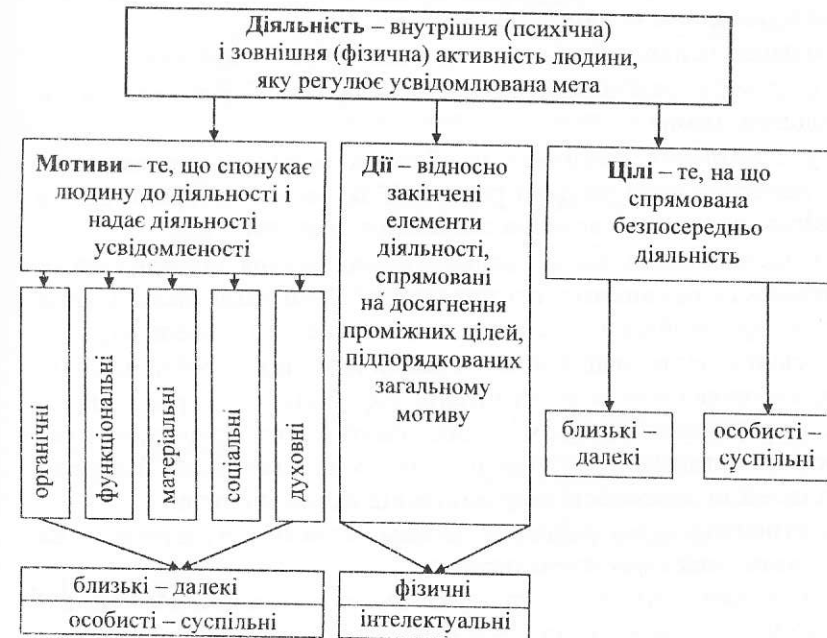 Діяльність – внутрішня (психічна)
і зовнішня (фізична) активність людини,
яку регулює усвідомлювана мета
Мотиви – те, що спонукає
людину до діяльності і
надає діяльності
усвідомленості
органічні
функціональні
матеріальні
соціальні
духовні
близькі – далекі
особисті – суспільні
Дії – відносно
закінчені
елементи
діяльності,
спрямовані
на досягнення
проміжних цілей,
підпорядкованих
загальному
мотиву
фізичні
інтелектуальні
Цілі – те, на що
спрямована
безпосередньо
діяльність
близькі –
далекі
особисті –
суспільні